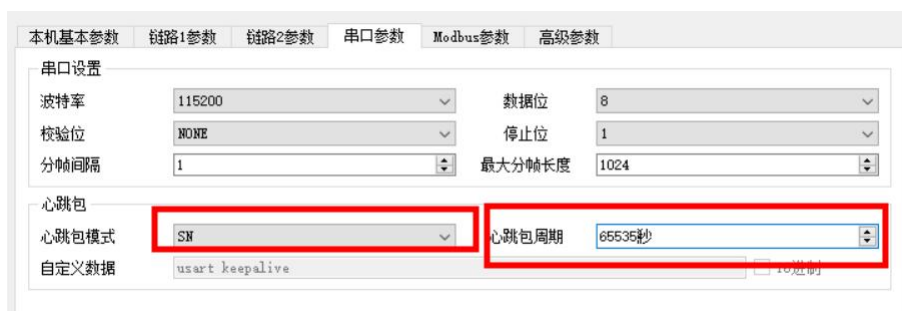 本机基本参数 链路1参数 链路2参数 串口参数 Modbus参数 高级参数
串口设置
波特率 115200 数据位 8
校验位 NONE 停止位 1
分帧间隔 1 最大分帧长度 1024
心跳包
心跳包模式 SN 心跳包周期 65535秒
自定义数据 usart keepalive 16进制